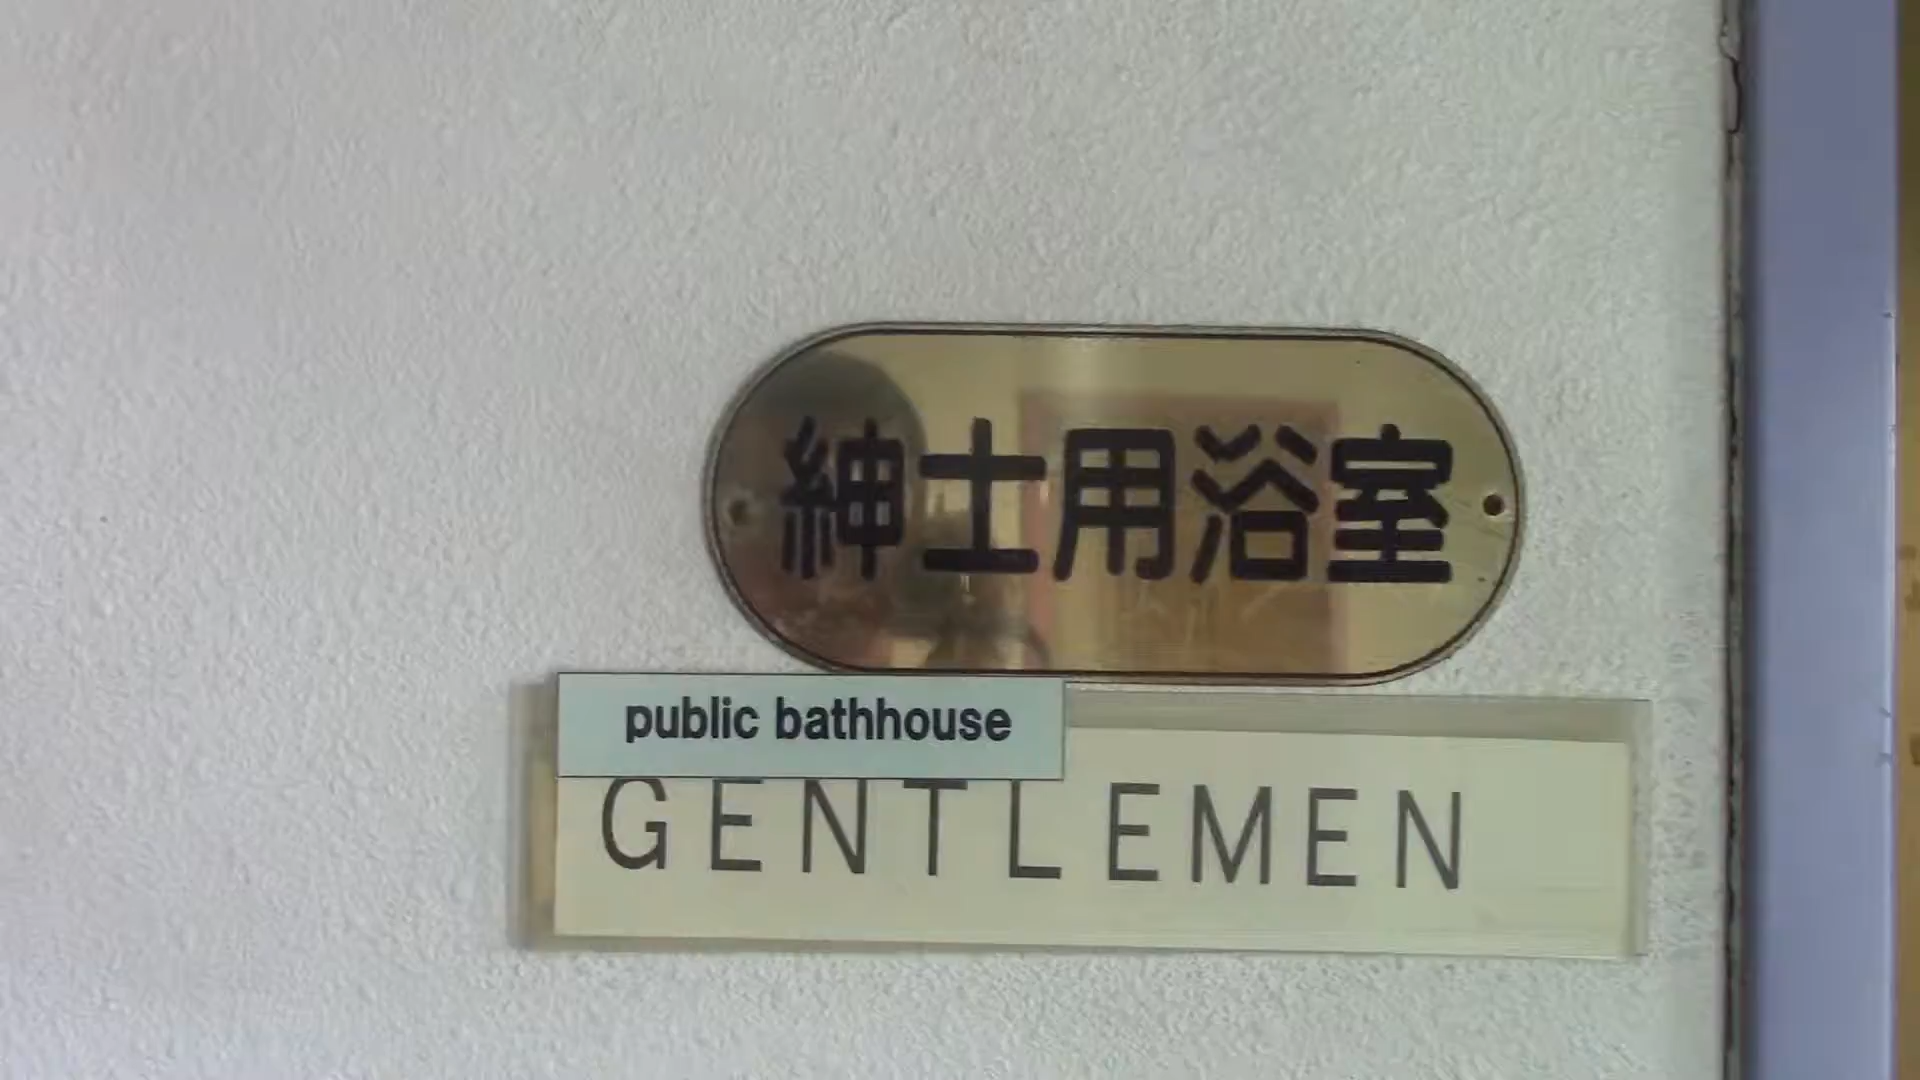 紳士用浴室
public bathhouse
GENTLEMEN